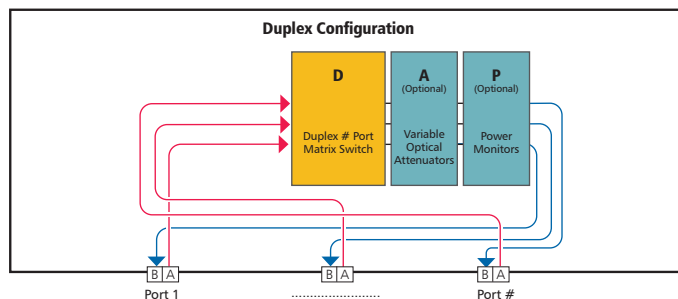 Duplex Configuration
D
Duplex # Port
Matrix Switch
A
(Optional)
Variable
Optical
Attenuators
P
(Optional)
Power
Monitors
B A
B A
B A
Port 1
........................
Port #